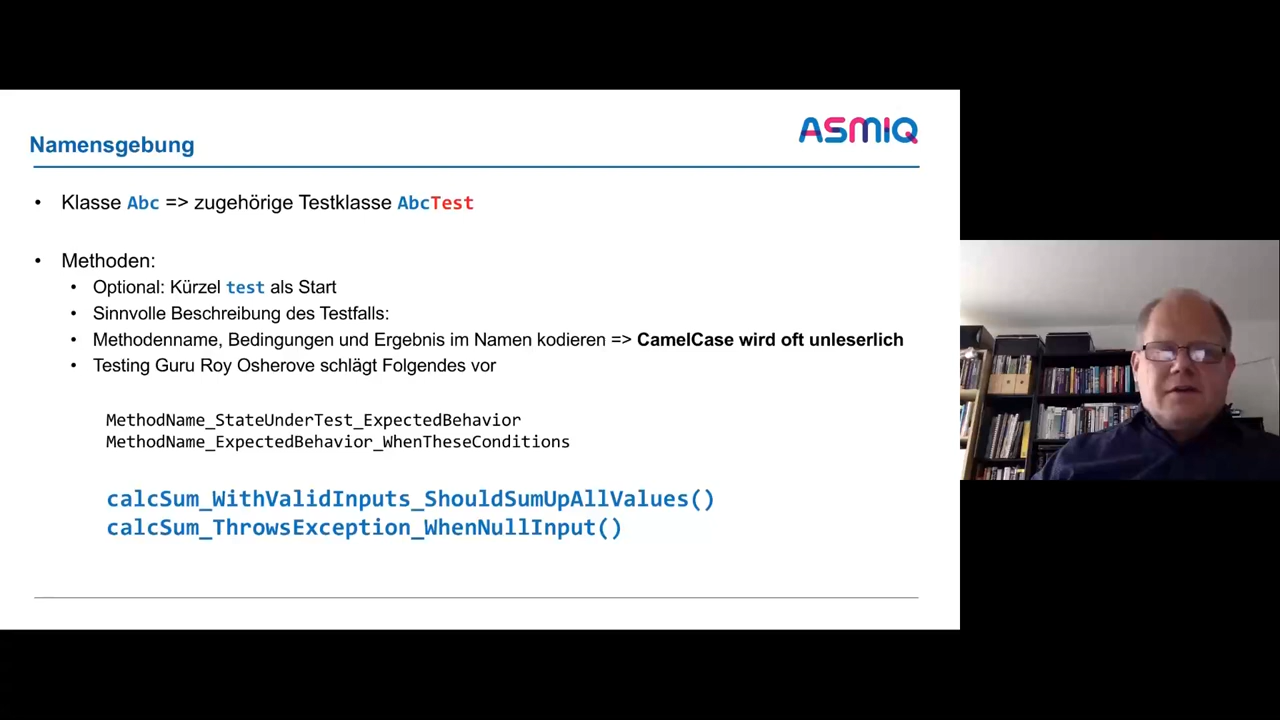 ASMIQ
Namensgebung
• Klasse Abc => zugehörige Testklasse AbcTest
• Methoden:
• Optional: Kürzel test als Start
• Sinnvolle Beschreibung des Testfalls:
• Methodenname, Bedingungen und Ergebnis im Namen kodieren => CamelCase wird oft unleserlich
• Testing Guru Roy Osherove schlägt Folgendes vor
MethodName_StateUnderTest_ExpectedBehavior
MethodName_ExpectedBehavior_WhenTheseConditions
calcSum_WithValidInputs_ShouldSumUpAllValues()
calcSum_ThrowsException_WhenNullInput()